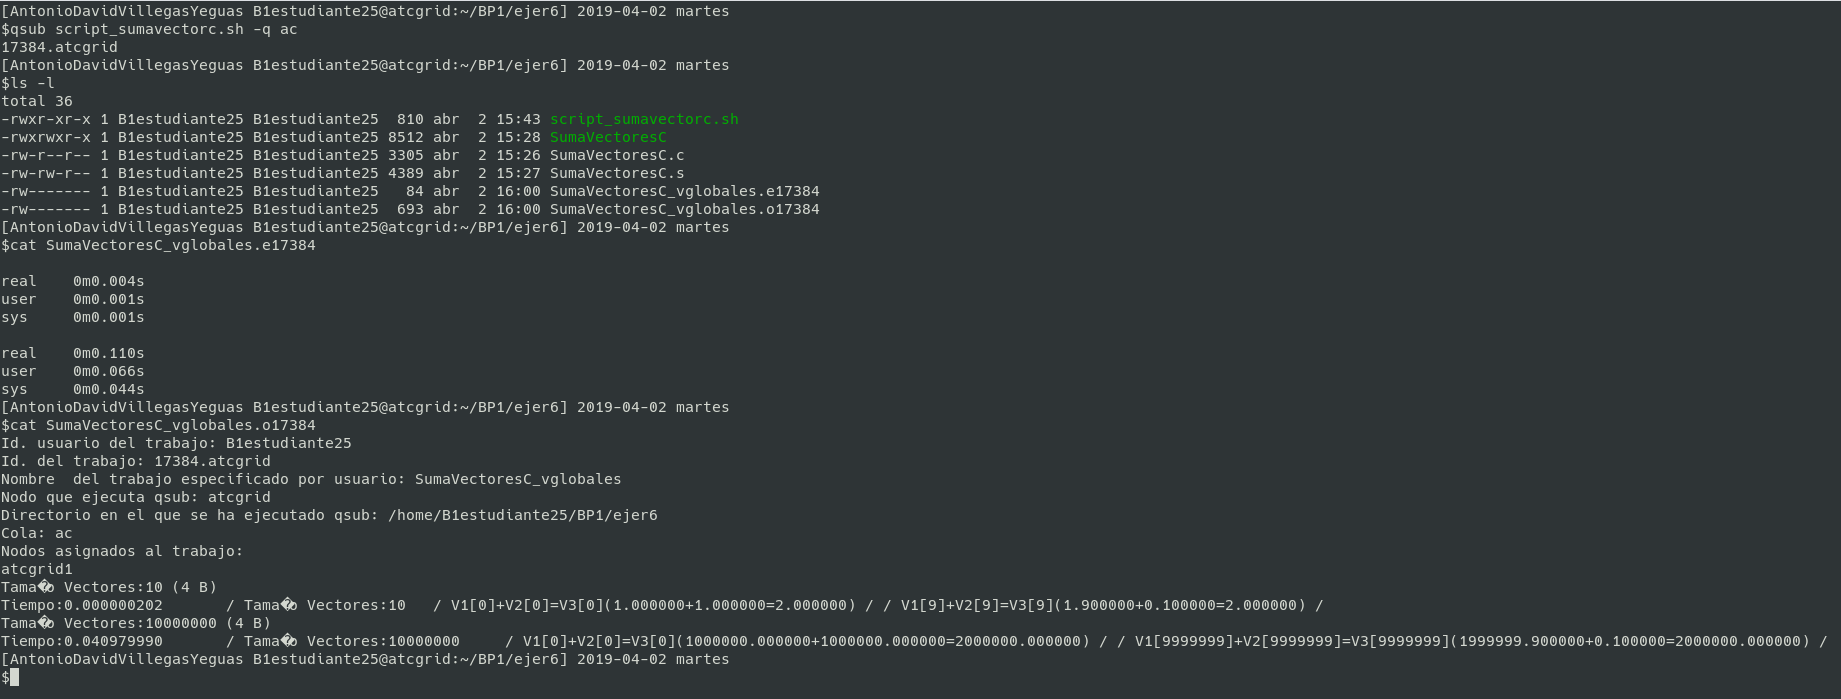 [AntonioDavidVillegasYeguas B1estudiante25@atcgrid:~/BP1/ejer6] 2019-04-02 martes
$qsub script_sumavectorc.sh -q ac
17384.atcgrid
[AntonioDavidVillegasYeguas B1estudiante25@atcgrid:~/BP1/ejer6] 2019-04-02 martes
$ls -l
total 36
-rwxr-xr-x 1 B1estudiante25 B1estudiante25  810 abr  2 15:43 script_sumavectorc.sh
-rwxrwxr-x 1 B1estudiante25 B1estudiante25 8512 abr  2 15:28 SumaVectoresC
-rw-r--r-- 1 B1estudiante25 B1estudiante25 3305 abr  2 15:26 SumaVectoresC.c
-rw-rw-r-- 1 B1estudiante25 B1estudiante25 4389 abr  2 15:27 SumaVectoresC.s
-rw------- 1 B1estudiante25 B1estudiante25   84 abr  2 16:00 SumaVectoresC_vglobales.e17384
-rw------- 1 B1estudiante25 B1estudiante25  693 abr  2 16:00 SumaVectoresC_vglobales.o17384
[AntonioDavidVillegasYeguas B1estudiante25@atcgrid:~/BP1/ejer6] 2019-04-02 martes
$cat SumaVectoresC_vglobales.e17384
real    0m0.004s
user    0m0.001s
sys     0m0.001s
real    0m0.110s
user    0m0.066s
sys     0m0.044s
[AntonioDavidVillegasYeguas B1estudiante25@atcgrid:~/BP1/ejer6] 2019-04-02 martes
$cat SumaVectoresC_vglobales.o17384
Id. usuario del trabajo: B1estudiante25
Id. del trabajo: 17384.atcgrid
Nombre  del trabajo especificado por usuario: SumaVectoresC_vglobales
Nodo que ejecuta qsub: atcgrid
Directorio en el que se ha ejecutado qsub: /home/B1estudiante25/BP1/ejer6
Cola: ac
Nodos asignados al trabajo:
atcgrid1
Tama�o Vectores:10 (4 B)
Tiempo:0.000000202       / Tama�o Vectores:10   / V1[0]+V2[0]=V3[0](1.000000+1.000000=2.000000) / / V1[9]+V2[9]=V3[9](1.900000+0.100000=2.000000) /
Tama�o Vectores:10000000 (4 B)
Tiempo:0.040979990       / Tama�o Vectores:10000000     / V1[0]+V2[0]=V3[0](1000000.000000+1000000.000000=2000000.000000) / / V1[9999999]+V2[9999999]=V3[9999999](1999999.900000+0.100000=2000000.000000) /
[AntonioDavidVillegasYeguas B1estudiante25@atcgrid:~/BP1/ejer6] 2019-04-02 martes
$